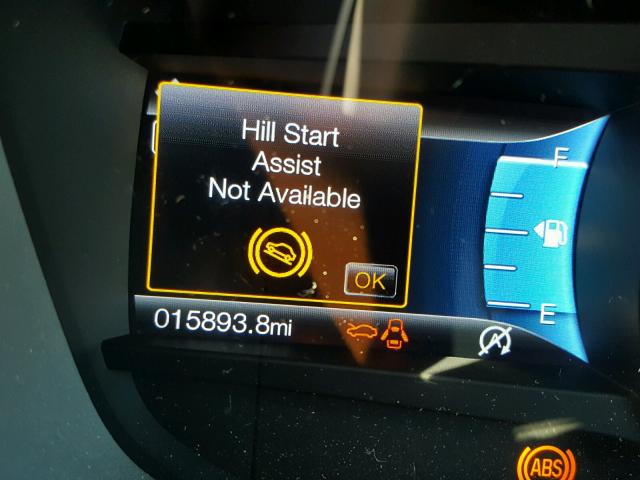 Hill Start
Assist
Not Available
OK
F
E
015893.8mi
ABS